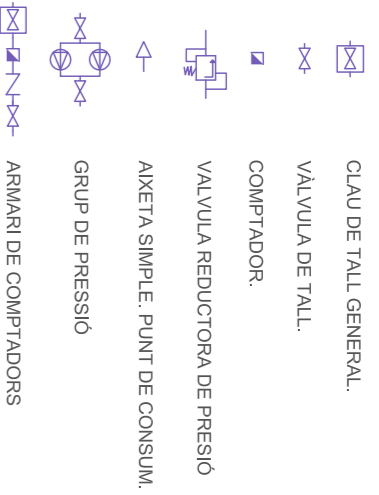 CLAU DE TALL GENERAL.
VÀLVULA DE TALL.
COMPTADOR.
VALVULA REDUCTORA DE PRESIÓ
AIXETA SIMPLE. PUNT DE CONSUM.
GRUP DE PRESSIÓ
ARMARI DE COMPTADORS